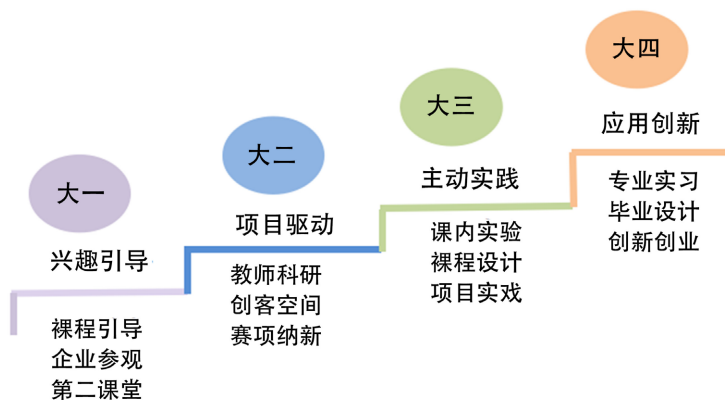 大一
兴趣引导
裸程引导
企业参观
第二课堂
大二
项目驱动
教师科研
创客空间
赛项纳新
大三
主动实践
课内实验
裸程设计
项目实戏
大四
应用创新
专业实习
毕业设计
创新创业